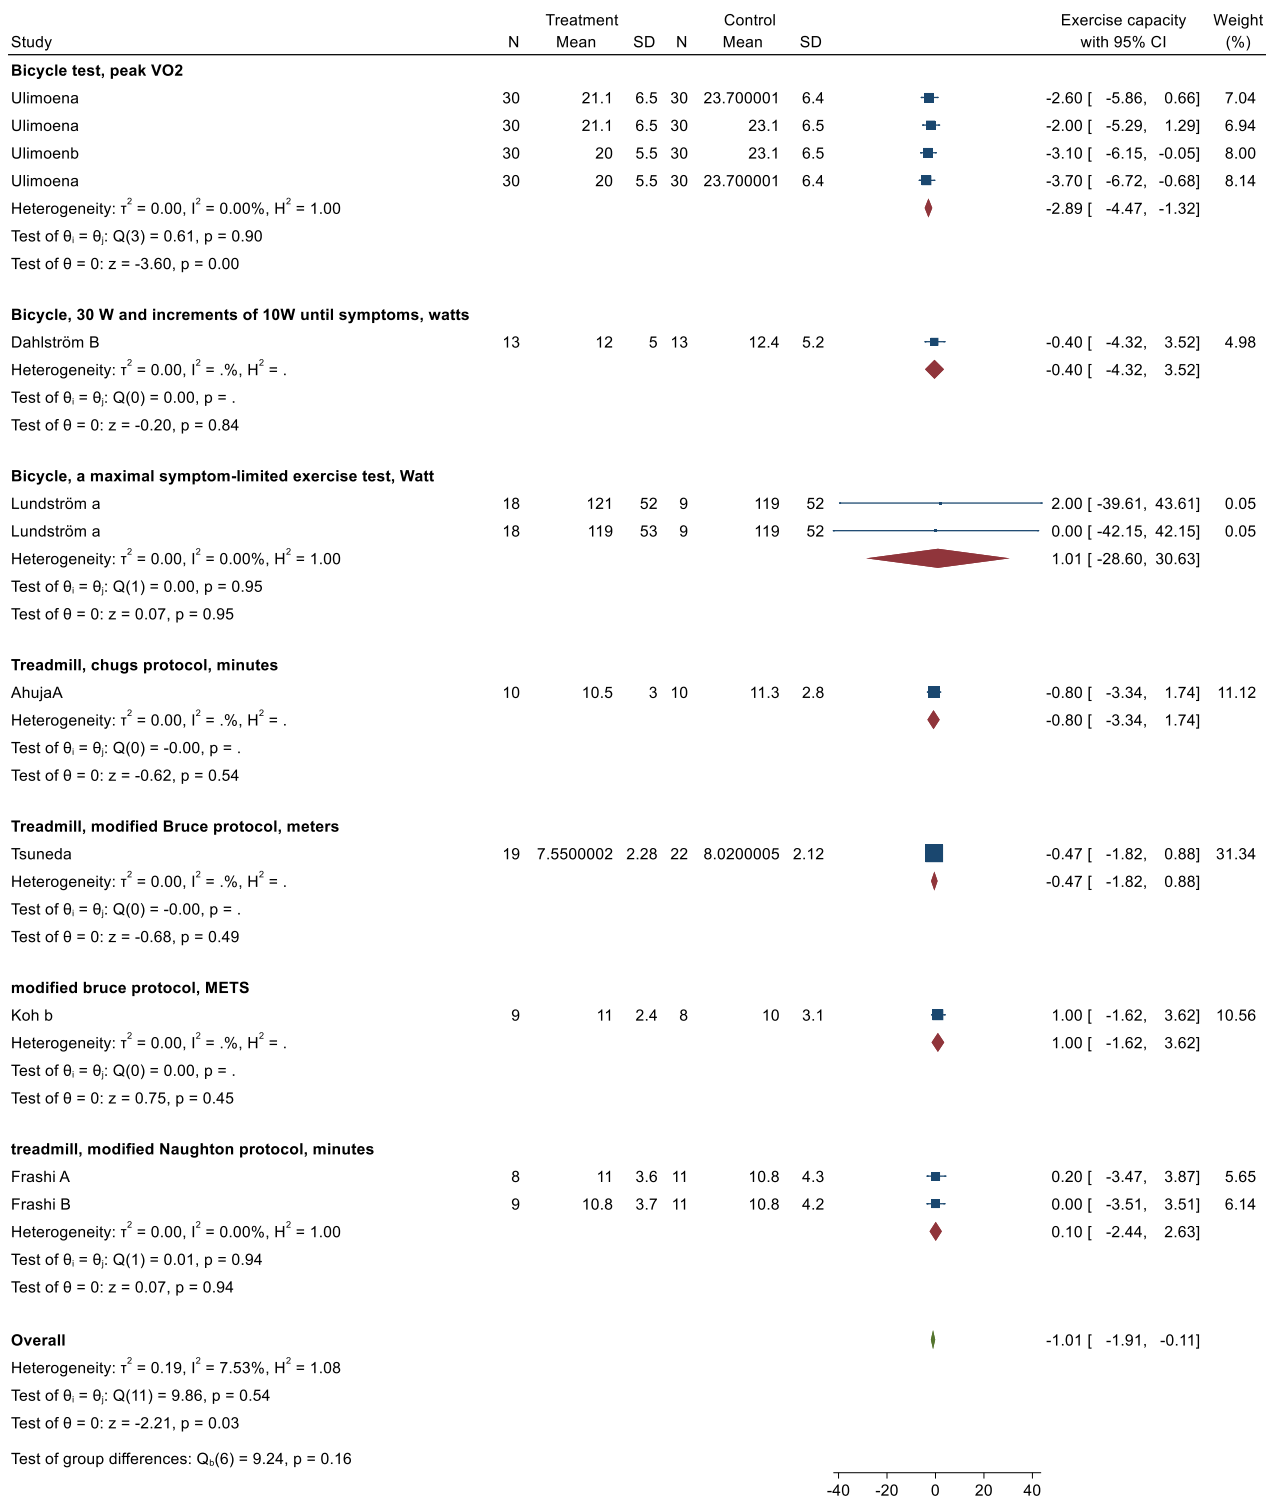 Treatment Control Exercise capacity Weight
Study N Mean SD N Mean SD with 95% CI (%)
Bicycle test, peak VO2
Ulimoena 30 21.1 6.5 30 23.700001 6.4 -2.60 [ -5.86, 0.66] 7.04
Ulimoena 30 21.1 6.5 30 23.1 6.5 -2.00 [ -5.29, 1.29] 6.94
Ulimoenb 30 20 5.5 30 23.1 6.5 -3.10 [ -6.15, -0.05] 8.00
Ulimoena 30 20 5.5 30 23.700001 6.4 -3.70 [ -6.72, -0.68] 8.14
Heterogeneity: τ² = 0.00, I² = 0.00%, H² = 1.00 -2.89 [ -4.47, -1.32]
Test of θᵢ = θⱼ: Q(3) = 0.61, p = 0.90
Test of θ = 0: z = -3.60, p = 0.00
Bicycle, 30 W and increments of 10W until symptoms, watts
Dahlström B 13 12 5 13 12.4 5.2 -0.40 [ -4.32, 3.52] 4.98
Heterogeneity: τ² = 0.00, I² = .%, H² = . -0.40 [ -4.32, 3.52]
Test of θᵢ = θⱼ: Q(0) = 0.00, p = .
Test of θ = 0: z = -0.20, p = 0.84
Bicycle, a maximal symptom-limited exercise test, Watt
Lundström a 18 121 52 9 119 52 2.00 [ -39.61, 43.61] 0.05
Lundström a 18 119 53 9 119 52 0.00 [ -42.15, 42.15] 0.05
Heterogeneity: τ² = 0.00, I² = 0.00%, H² = 1.00 1.01 [ -28.60, 30.63]
Test of θᵢ = θⱼ: Q(1) = 0.00, p = 0.95
Test of θ = 0: z = 0.07, p = 0.95
Treadmill, chugs protocol, minutes
AhujaA 10 10.5 3 10 11.3 2.8 -0.80 [ -3.34, 1.74] 11.12
Heterogeneity: τ² = 0.00, I² = .%, H² = . -0.80 [ -3.34, 1.74]
Test of θᵢ = θⱼ: Q(0) = -0.00, p = .
Test of θ = 0: z = -0.62, p = 0.54
Treadmill, modified Bruce protocol, meters
Tsuneda 19 7.5500002 2.28 22 8.0200005 2.12 -0.47 [ -1.82, 0.88] 31.34
Heterogeneity: τ² = 0.00, I² = .%, H² = . -0.47 [ -1.82, 0.88]
Test of θᵢ = θⱼ: Q(0) = -0.00, p = .
Test of θ = 0: z = -0.68, p = 0.49
modified bruce protocol, METS
Koh b 9 11 2.4 8 10 3.1 1.00 [ -1.62, 3.62] 10.56
Heterogeneity: τ² = 0.00, I² = .%, H² = . 1.00 [ -1.62, 3.62]
Test of θᵢ = θⱼ: Q(0) = 0.00, p = .
Test of θ = 0: z = 0.75, p = 0.45
treadmill, modified Naughton protocol, minutes
Frashi A 8 11 3.6 11 10.8 4.3 0.20 [ -3.47, 3.87] 5.65
Frashi B 9 10.8 3.7 11 10.8 4.2 0.00 [ -3.51, 3.51] 6.14
Heterogeneity: τ² = 0.00, I² = 0.00%, H² = 1.00 0.10 [ -2.44, 2.63]
Test of θᵢ = θⱼ: Q(1) = 0.01, p = 0.94
Test of θ = 0: z = 0.07, p = 0.94
Overall -1.01 [ -1.91, -0.11]
Heterogeneity: τ² = 0.19, I² = 7.53%, H² = 1.08
Test of θᵢ = θⱼ: Q(11) = 9.86, p = 0.54
Test of θ = 0: z = -2.21, p = 0.03
Test of group differences: Q_b(6) = 9.24, p = 0.16
-40 -20 0 20 40